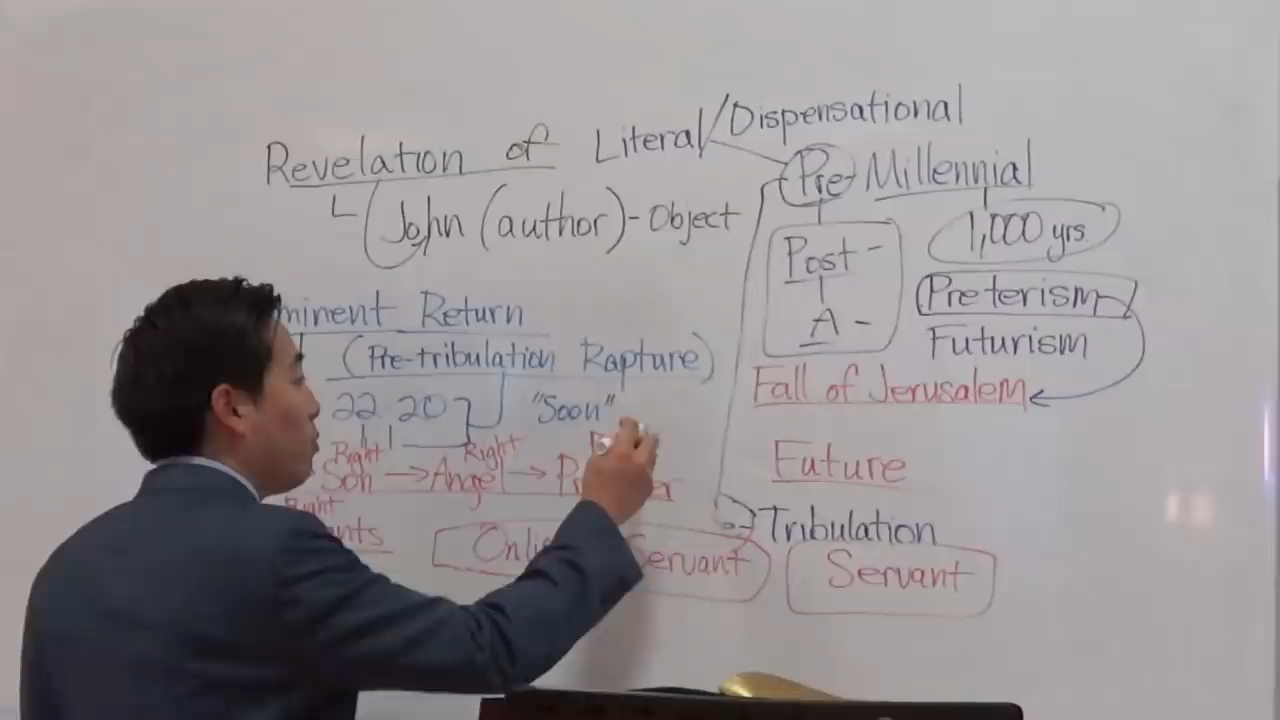 Literal/Dispensational
Revelation of
Pre- Millennial
John (author) - Object
1,000 yrs
Post -
A -
Preterism
Futurism
minent Return
(Pre-tribulation Rapture)
Fall of Jerusalem
22 20 "Soon"
Right Right
Son → Angel →
Future
Right
nts
Servant
Tribulation
Servant